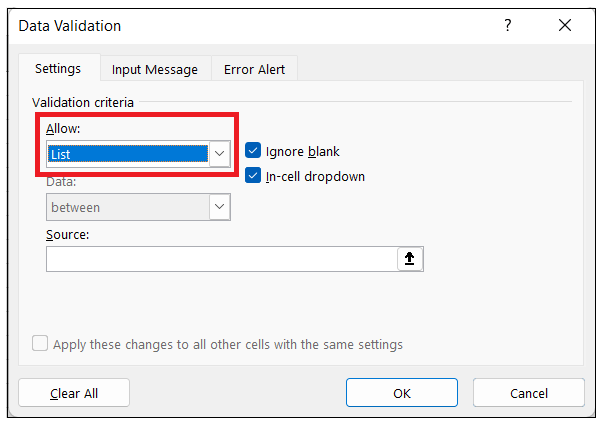 Data Validation ?
Settings Input Message Error Alert
Validation criteria
Allow:
List
Ignore blank
In-cell dropdown
Data:
between
Source:
Apply these changes to all other cells with the same settings
Clear All OK Cancel